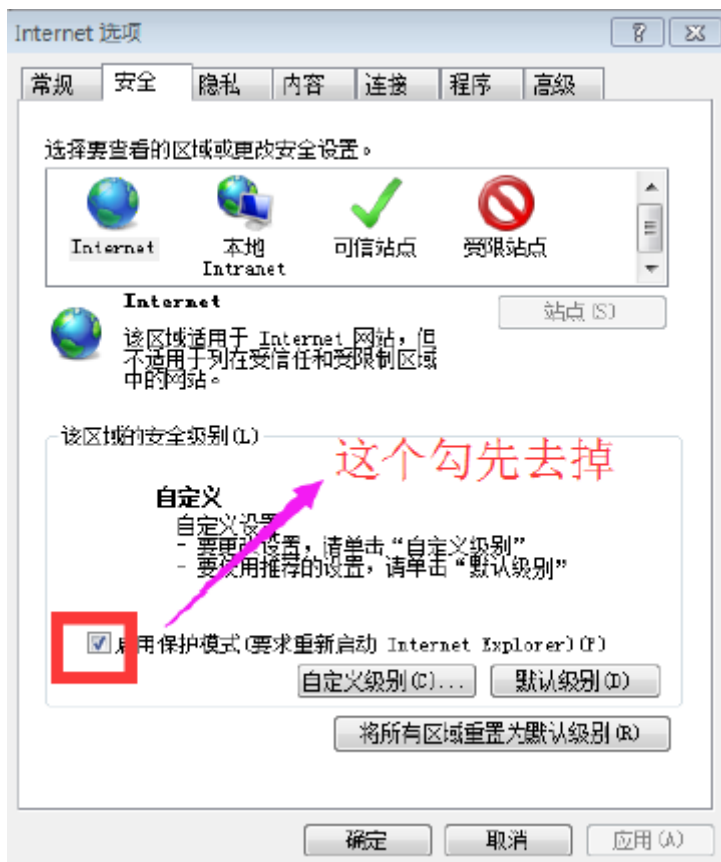 Internet 选项
常规 安全 隐私 内容 连接 程序 高级
选择要查看的区域或更改安全设置。
Internet
本地
Intranet
可信站点
受限站点
Internet
站点(S)
该区域适用于 Internet 网站，但
不适用于列在受信任和受限制区域
中的网站。
该区域的安全级别(L)
这个勾先去掉
自定义
自定义设置
- 要更改设置，请单击“自定义级别”
- 要使用推荐的设置，请单击“默认级别”
启用保护模式(要求重新启动 Internet Explorer)(P)
自定义级别(C)... 默认级别(D)
将所有区域重置为默认级别(R)
确定 取消 应用(A)